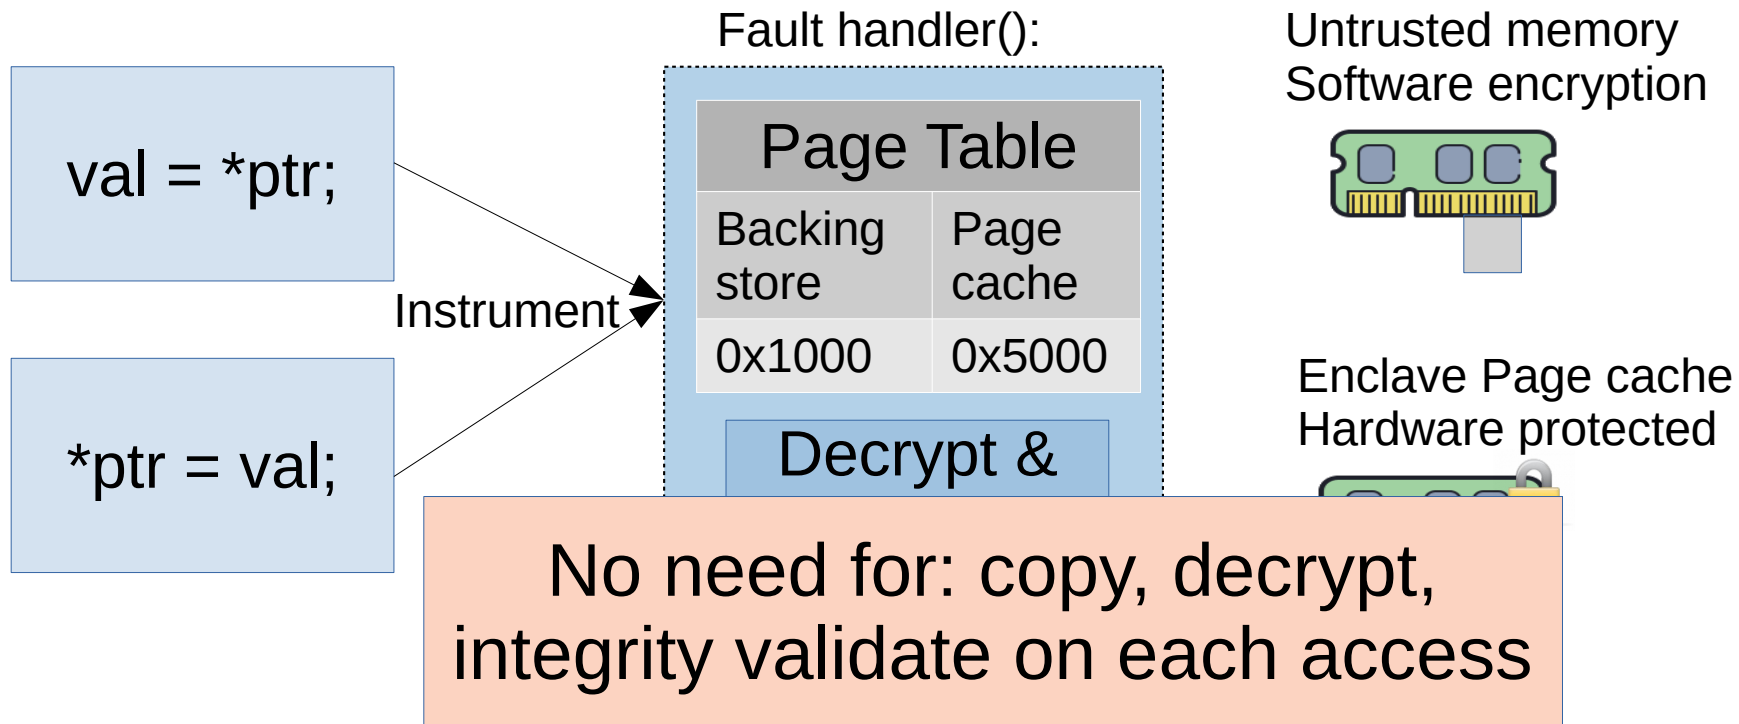 Fault handler():
Untrusted memory
Software encryption
val = *ptr;
Page Table
Backing
store
Page
cache
0x1000
0x5000
Instrument
*ptr = val;
Enclave Page cache
Hardware protected
Decrypt &
No need for: copy, decrypt,
integrity validate on each access